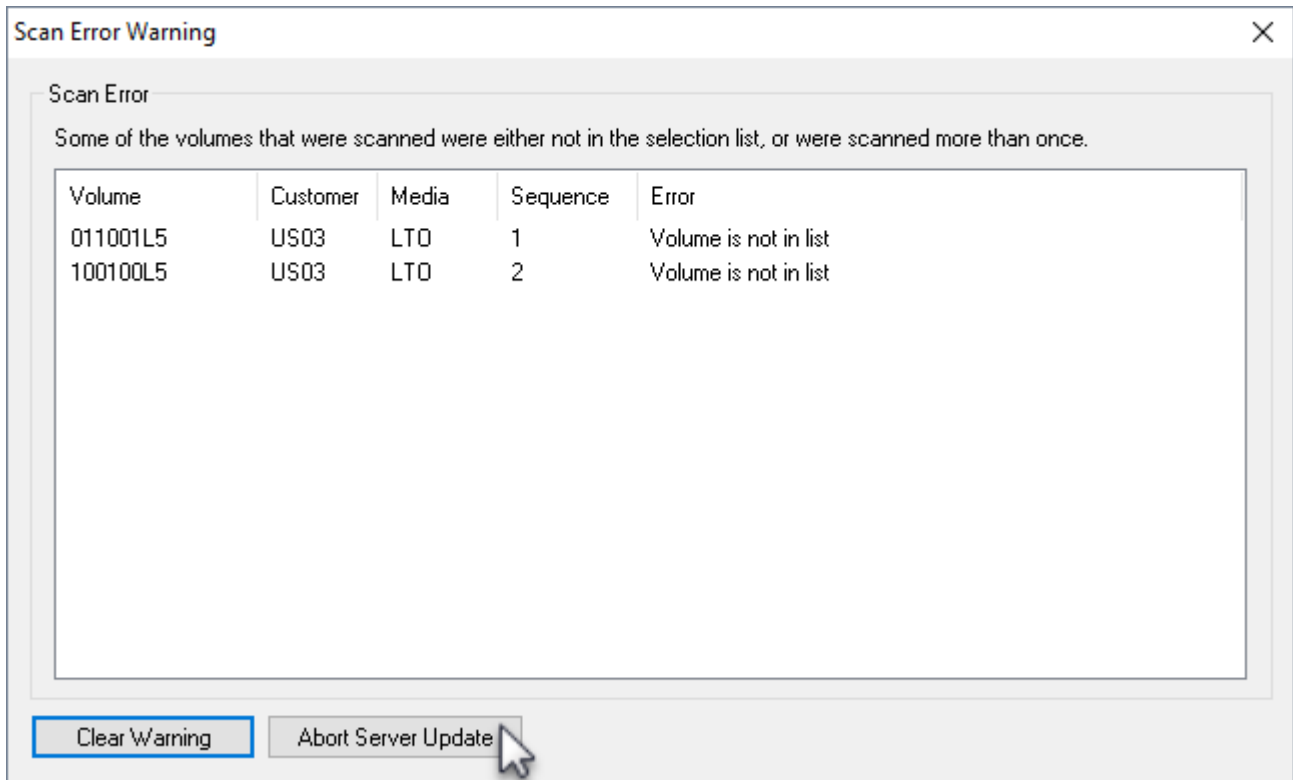 Scan Error Warning
Scan Error
Some of the volumes that were scanned were either not in the selection list, or were scanned more than once.
Volume Customer Media Sequence Error
011001L5 US03 LTO 1 Volume is not in list
100100L5 US03 LTO 2 Volume is not in list
Clear Warning Abort Server Update